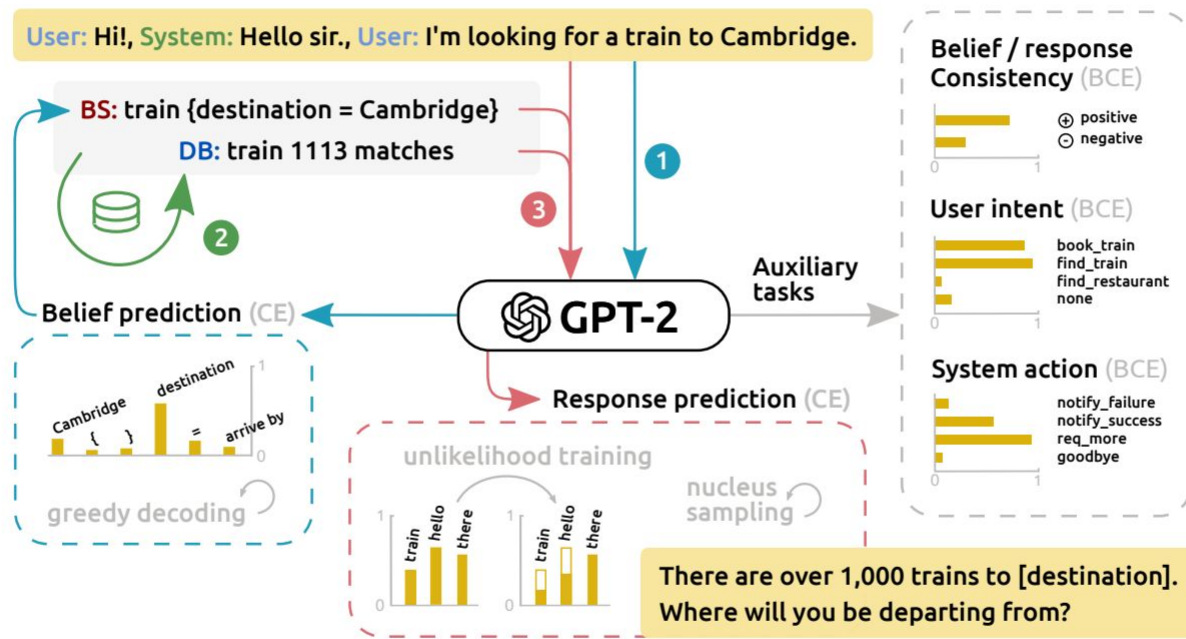 User: Hi!, System: Hello sir., User: I'm looking for a train to Cambridge.
BS: train {destination = Cambridge}
DB: train 1113 matches
1
2
3
GPT-2
Auxiliary
tasks
Belief prediction (CE)
Cambridge
{
}
destination
=
arrive by
1
0
greedy decoding
Response prediction (CE)
unlikelihood training
1
0
train
hello
there
1
0
train
hello
there
nucleus
sampling
There are over 1,000 trains to [destination].
Where will you be departing from?
Belief / response
Consistency (BCE)
+ positive
- negative
0 1
User intent (BCE)
book_train
find_train
find_restaurant
none
0 1
System action (BCE)
notify_failure
notify_success
req_more
goodbye
0 1